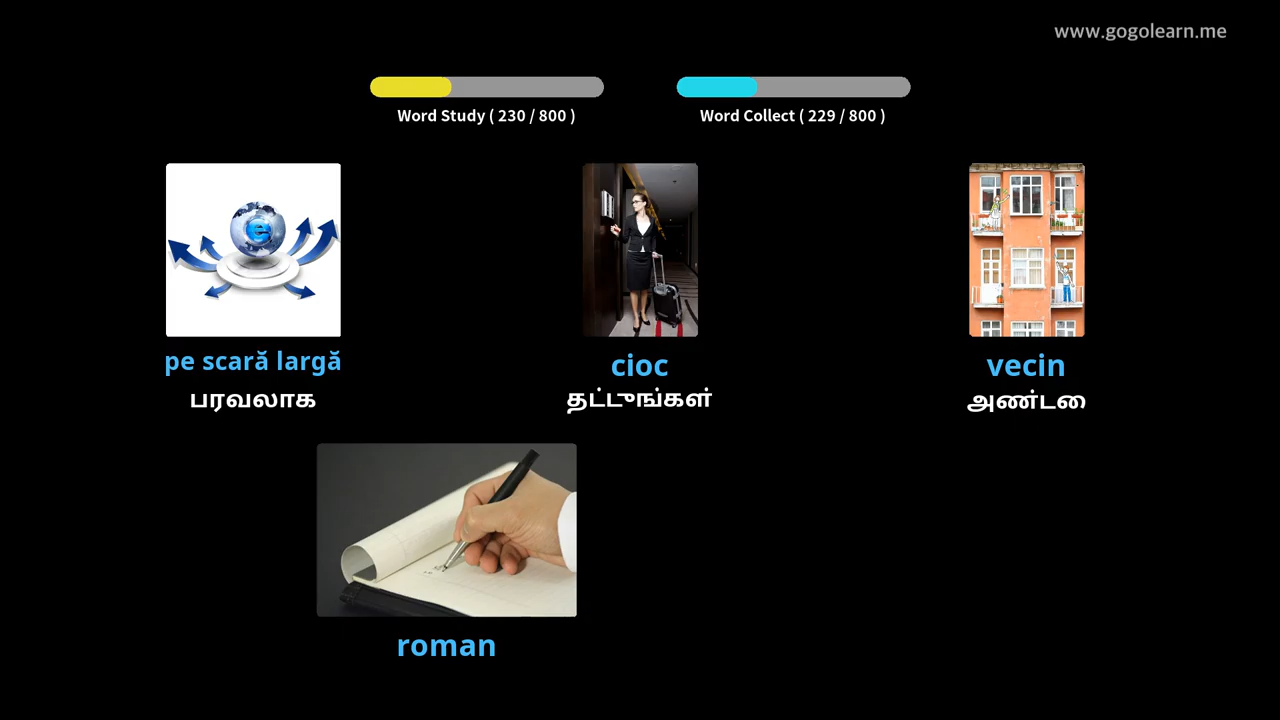 www.gogolearn.me
Word Study ( 230 / 800 )
Word Collect ( 229 / 800 )
pe scară largă
பரவலாக
cioc
தட்டுங்கள்
vecin
அண்டை
roman